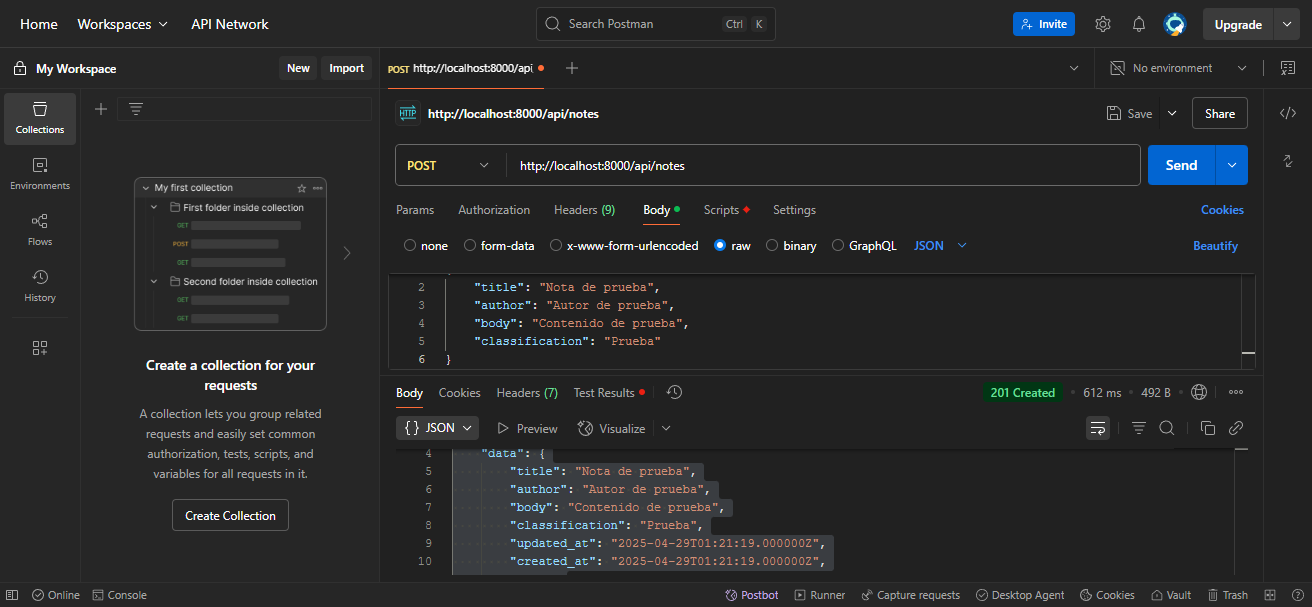 Home Workspaces API Network Search Postman Ctrl K Invite Upgrade
My Workspace New Import POST http://localhost:8000/api, No environment
Collections
Environments
Flows
History
My first collection
First folder inside collection
GET
POST
GET
Second folder inside collection
GET
GET
Create a collection for your
requests
A collection lets you group related
requests and easily set common
authorization, tests, scripts, and
variables for all requests in it.
Create Collection
HTTP http://localhost:8000/api/notes Save Share
POST http://localhost:8000/api/notes Send
Params Authorization Headers (9) Body Scripts Settings Cookies
none form-data x-www-form-urlencoded raw binary GraphQL JSON Beautify
2 "title": "Nota de prueba",
3 "author": "Autor de prueba",
4 "body": "Contenido de prueba",
5 "classification": "Prueba"
6 }
Body Cookies Headers (7) Test Results 201 Created 612 ms 492 B
{} JSON Preview Visualize
4 "data": {
5 "title": "Nota de prueba",
6 "author": "Autor de prueba",
7 "body": "Contenido de prueba",
8 "classification": "Prueba",
9 "updated_at": "2025-04-29T01:21:19.000000Z",
10 "created_at": "2025-04-29T01:21:19.000000Z",
Online Console Postbot Runner Capture requests Desktop Agent Cookies Vault Trash